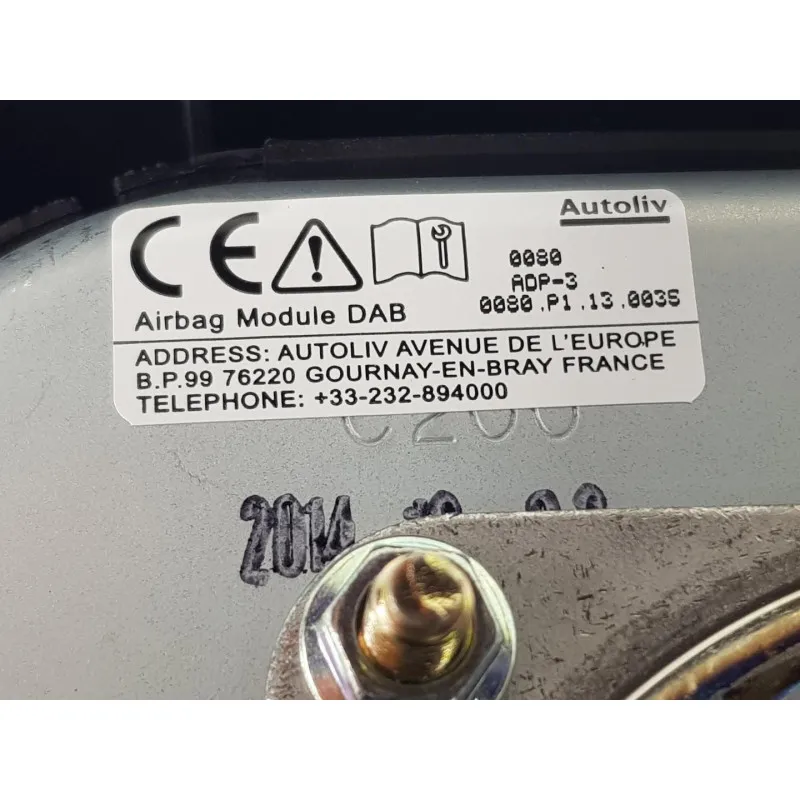 CE
Autoliv
0080
ADP-3
0080.P1.13.0035
Airbag Module DAB
ADDRESS: AUTOLIV AVENUE DE L'EUROPE
B.P.99 76220 GOURNAY-EN-BRAY FRANCE
TELEPHONE: +33-232-894000
2014